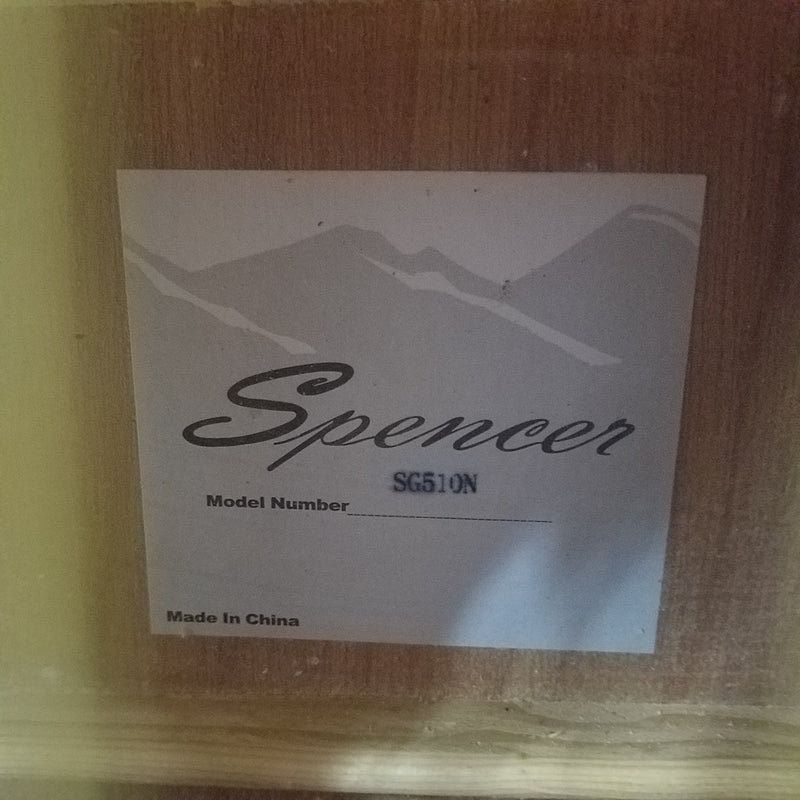 Spencer
SG510N
Model Number
Made In China